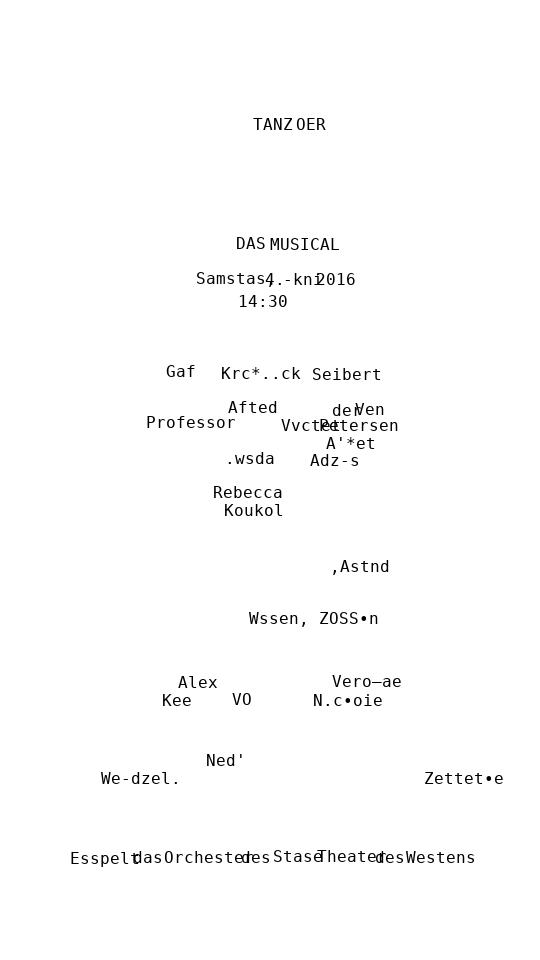 TANZ OER
DAS MUSICAL
Samstas, 4.-kni 2016
14:30
Gaf Krc*..ck Seibert
Afted der Ven
Professor Vvctet Petersen
A'*et
.wsda Adz-s
Rebecca
Koukol
,Astnd
Wssen, ZOSS•n
Alex Vero—ae
Kee VO N.c•oie
Ned'
We-dzel. Zettet•e
Esspelt das Orchester des Stase Theater des Westens